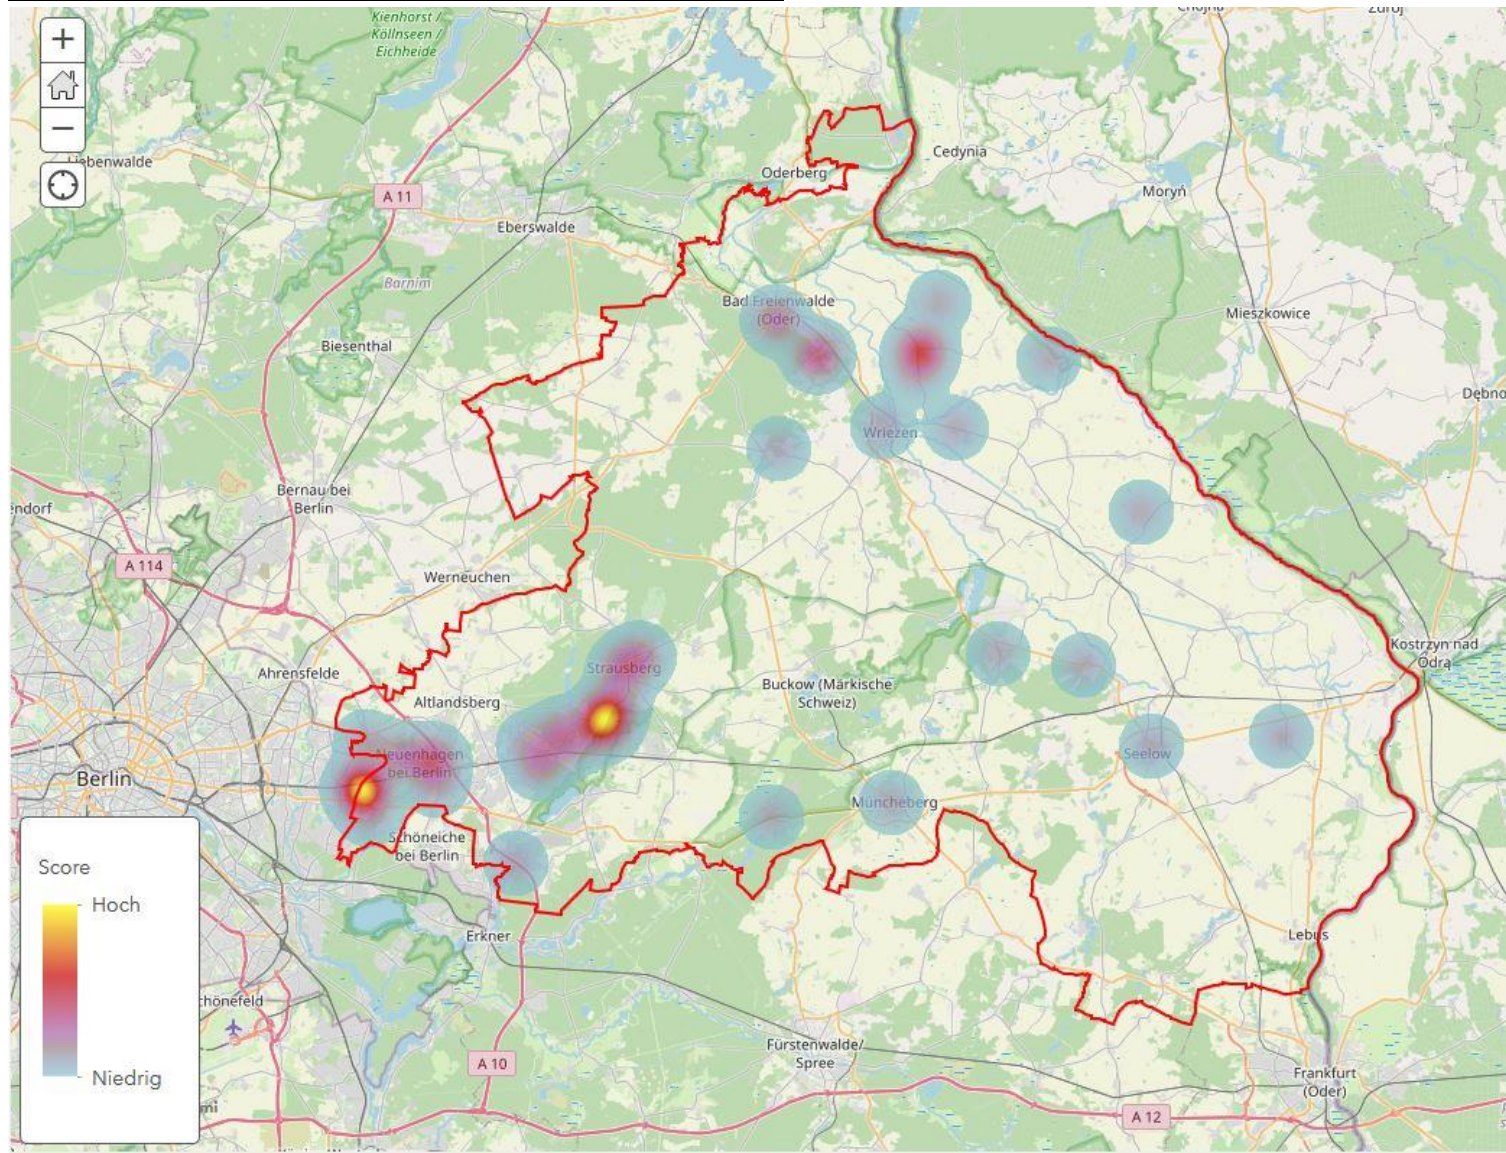 Kienhorst /
Köllnseen /
Eichheide
A 11
Oderberg
Cedynia
Moryń
Eberswalde
Barnim
Bad Freienwalde
(Oder)
Mieszkowice
Biesenthal
Wriezen
Bernau bei
Berlin
A 114
Werneuchen
Ahrensfelde
Altlandsberg
Strausberg
Buckow (Märkische
Schweiz)
Kostrzyn nad
Odrą
Neuenhagen
bei Berlin
Berlin
Seelow
Müncheberg
Schöneiche
bei Berlin
Score
Hoch
Niedrig
Erkner
Lebus
A 10
Fürstenwalde/
Spree
Frankfurt
(Oder)
A 12